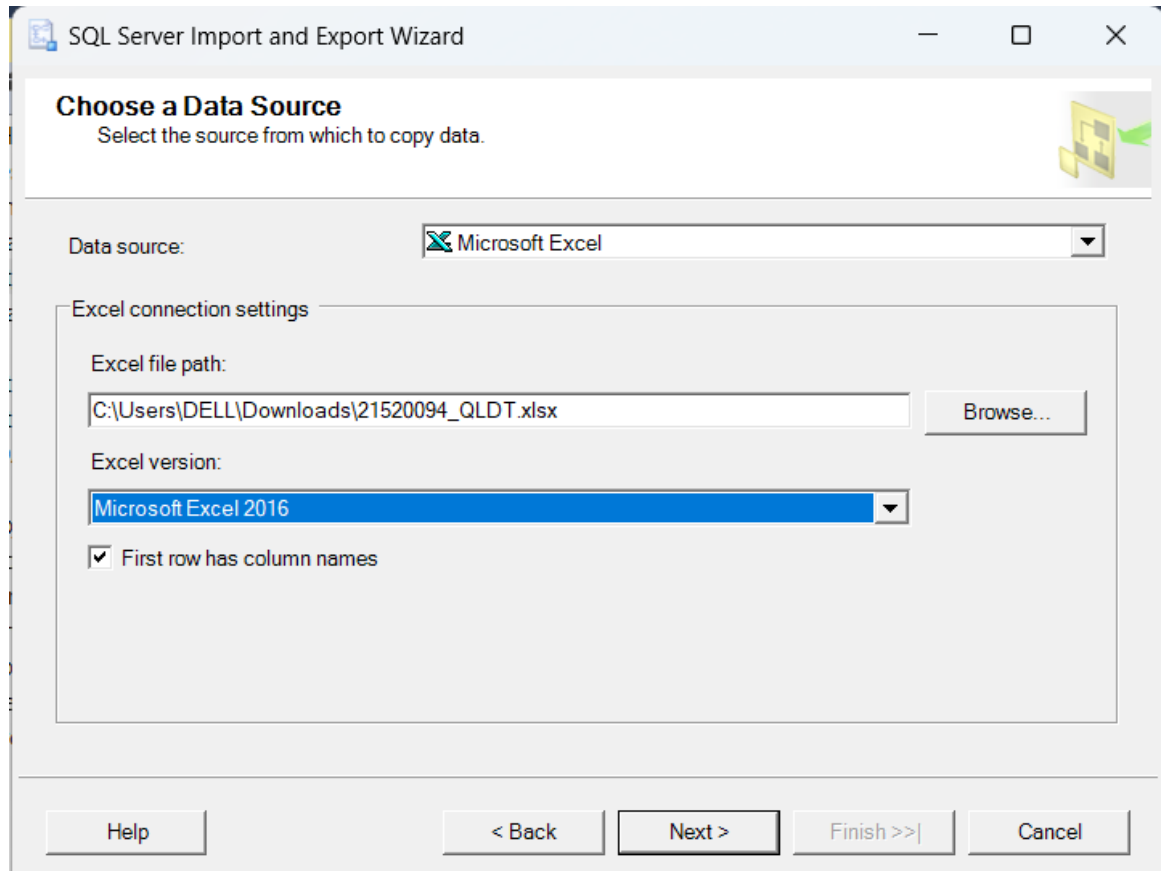 SQL Server Import and Export Wizard
Choose a Data Source
Select the source from which to copy data.
Data source:
Microsoft Excel
Excel connection settings
Excel file path:
C:\Users\DELL\Downloads\21520094_QLDT.xlsx
Browse...
Excel version:
Microsoft Excel 2016
First row has column names
Help
< Back
Next >
Finish >>|
Cancel